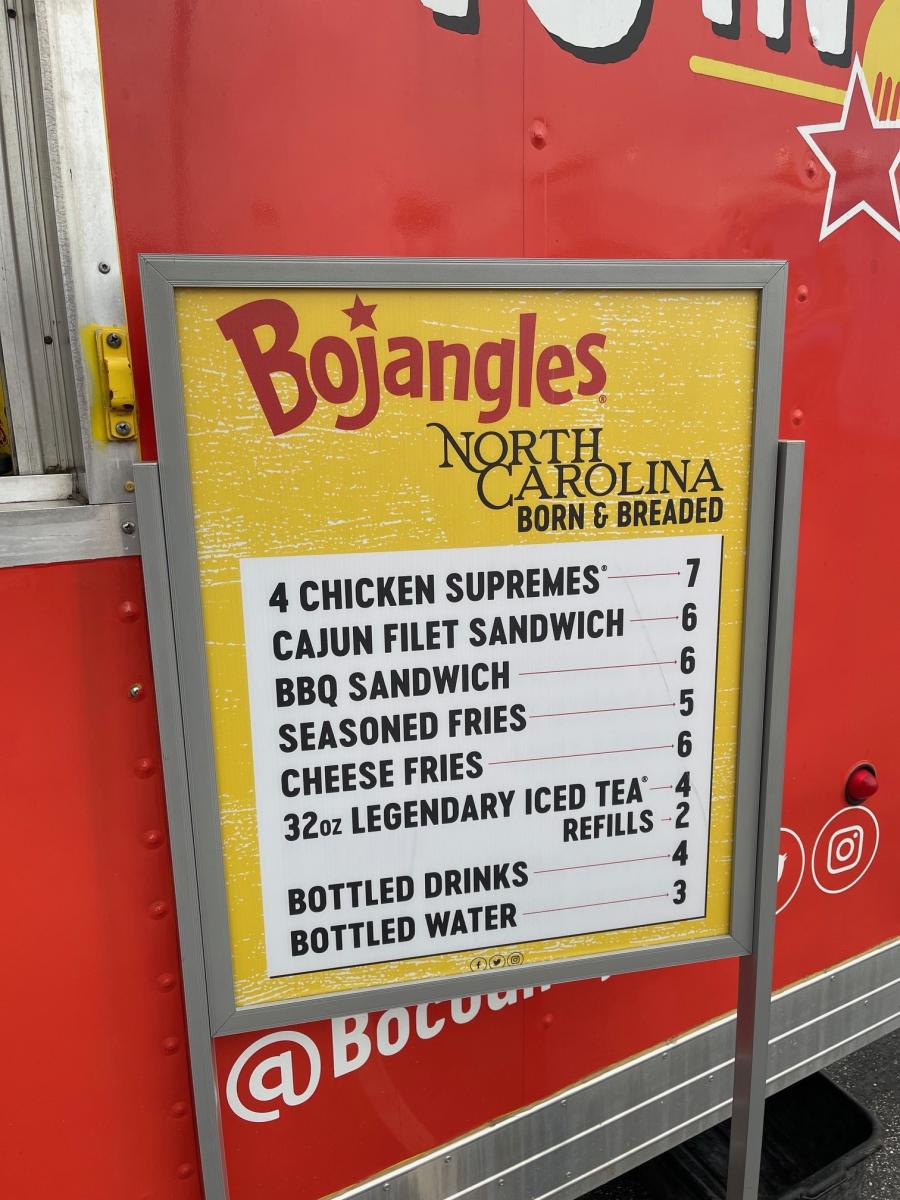 Bojangles®
NORTH
CAROLINA
BORN & BREADED
4 CHICKEN SUPREMES® 7
CAJUN FILET SANDWICH 6
BBQ SANDWICH 6
SEASONED FRIES 5
CHEESE FRIES 6
32oz LEGENDARY ICED TEA® 4
REFILLS 2
BOTTLED DRINKS 4
BOTTLED WATER 3